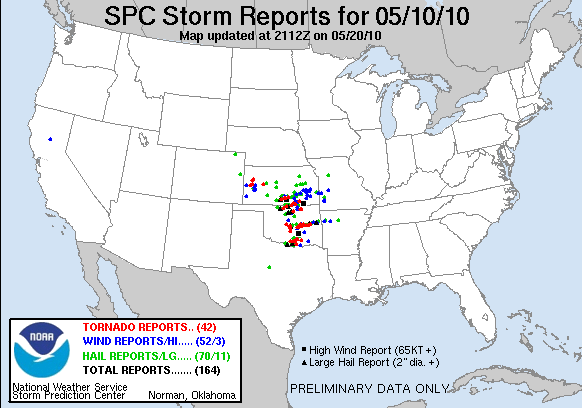 SPC Storm Reports for 05/10/10
Map updated at 2112Z on 05/20/10
TORNADO REPORTS.. (42)
WIND REPORTS/HI..... (52/3)
HAIL REPORTS/LG..... (70/11)
TOTAL REPORTS....... (164)
NOAA
National Weather Service
Storm Prediction Center Norman, Oklahoma
High Wind Report (65KT +)
Large Hail Report (2" dia. +)
PRELIMINARY DATA ONLY